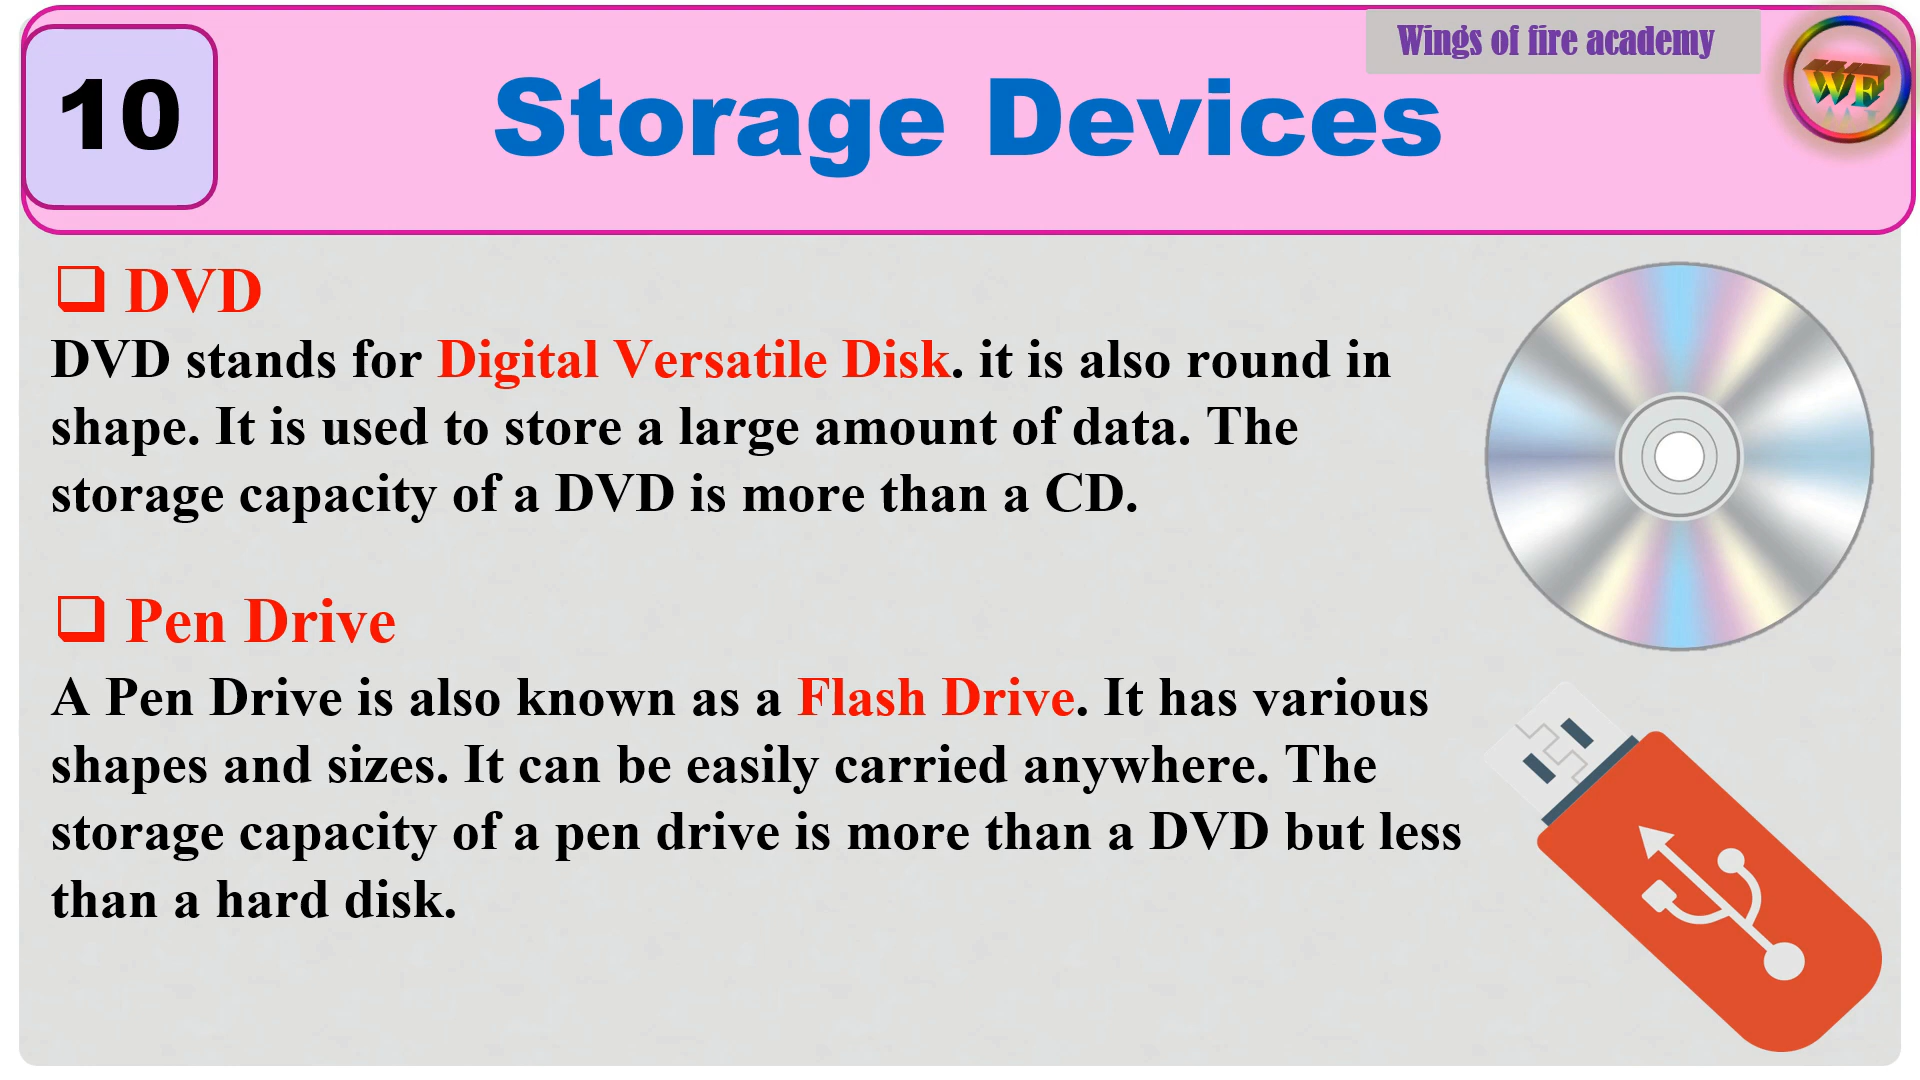 Wings of fire academy
WF
10
Storage Devices
❑ DVD
DVD stands for Digital Versatile Disk. it is also round in
shape. It is used to store a large amount of data. The
storage capacity of a DVD is more than a CD.
❑ Pen Drive
A Pen Drive is also known as a Flash Drive. It has various
shapes and sizes. It can be easily carried anywhere. The
storage capacity of a pen drive is more than a DVD but less
than a hard disk.